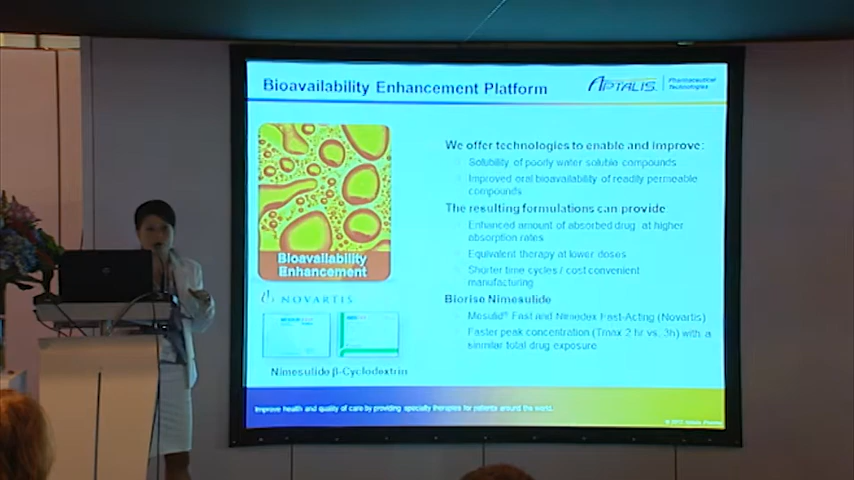 Bioavailability Enhancement Platform
APTALIS
Pharmaceutical
Technologies
We offer technologies to enable and improve:
Solubility of poorly water soluble compounds
Improved oral bioavailability of readily permeable
compounds
The resulting formulations can provide
Enhanced amount of absorbed drug at higher
absorption rates
Equivalent therapy at lower doses
Shorter time cycles / cost convenient
manufacturing
Biorise Nimesulide
Mesulid® Fast and Nimedex Fast-Acting (Novartis)
Faster peak concentration (Tmax 2 hr vs. 3h) with a
sinmilar total drug exposure
Bioavailability
Enhancement
NOVARTIS
Nimesulide β-Cyclodextrin
Improve health and quality of care by providing specialty therapies for patients around the world.